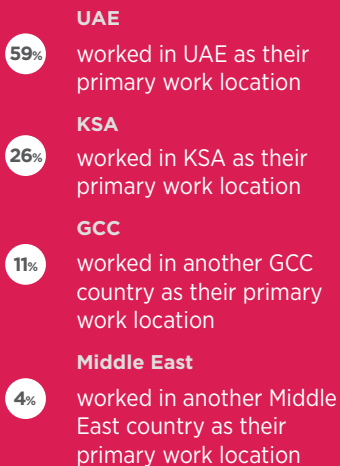 UAE
59%
worked in UAE as their
primary work location
KSA
26%
worked in KSA as their
primary work location
GCC
11%
worked in another GCC
country as their primary
work location
Middle East
4%
worked in another Middle
East country as their
primary work location